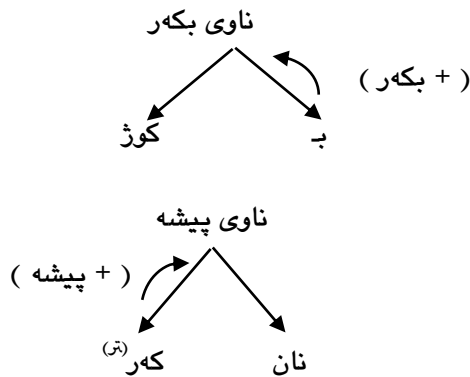 ناوی بکەر
( + بکەر )
بـ کوژ
ناوی پیشە
( + پیشە )
نان کەر(تر)